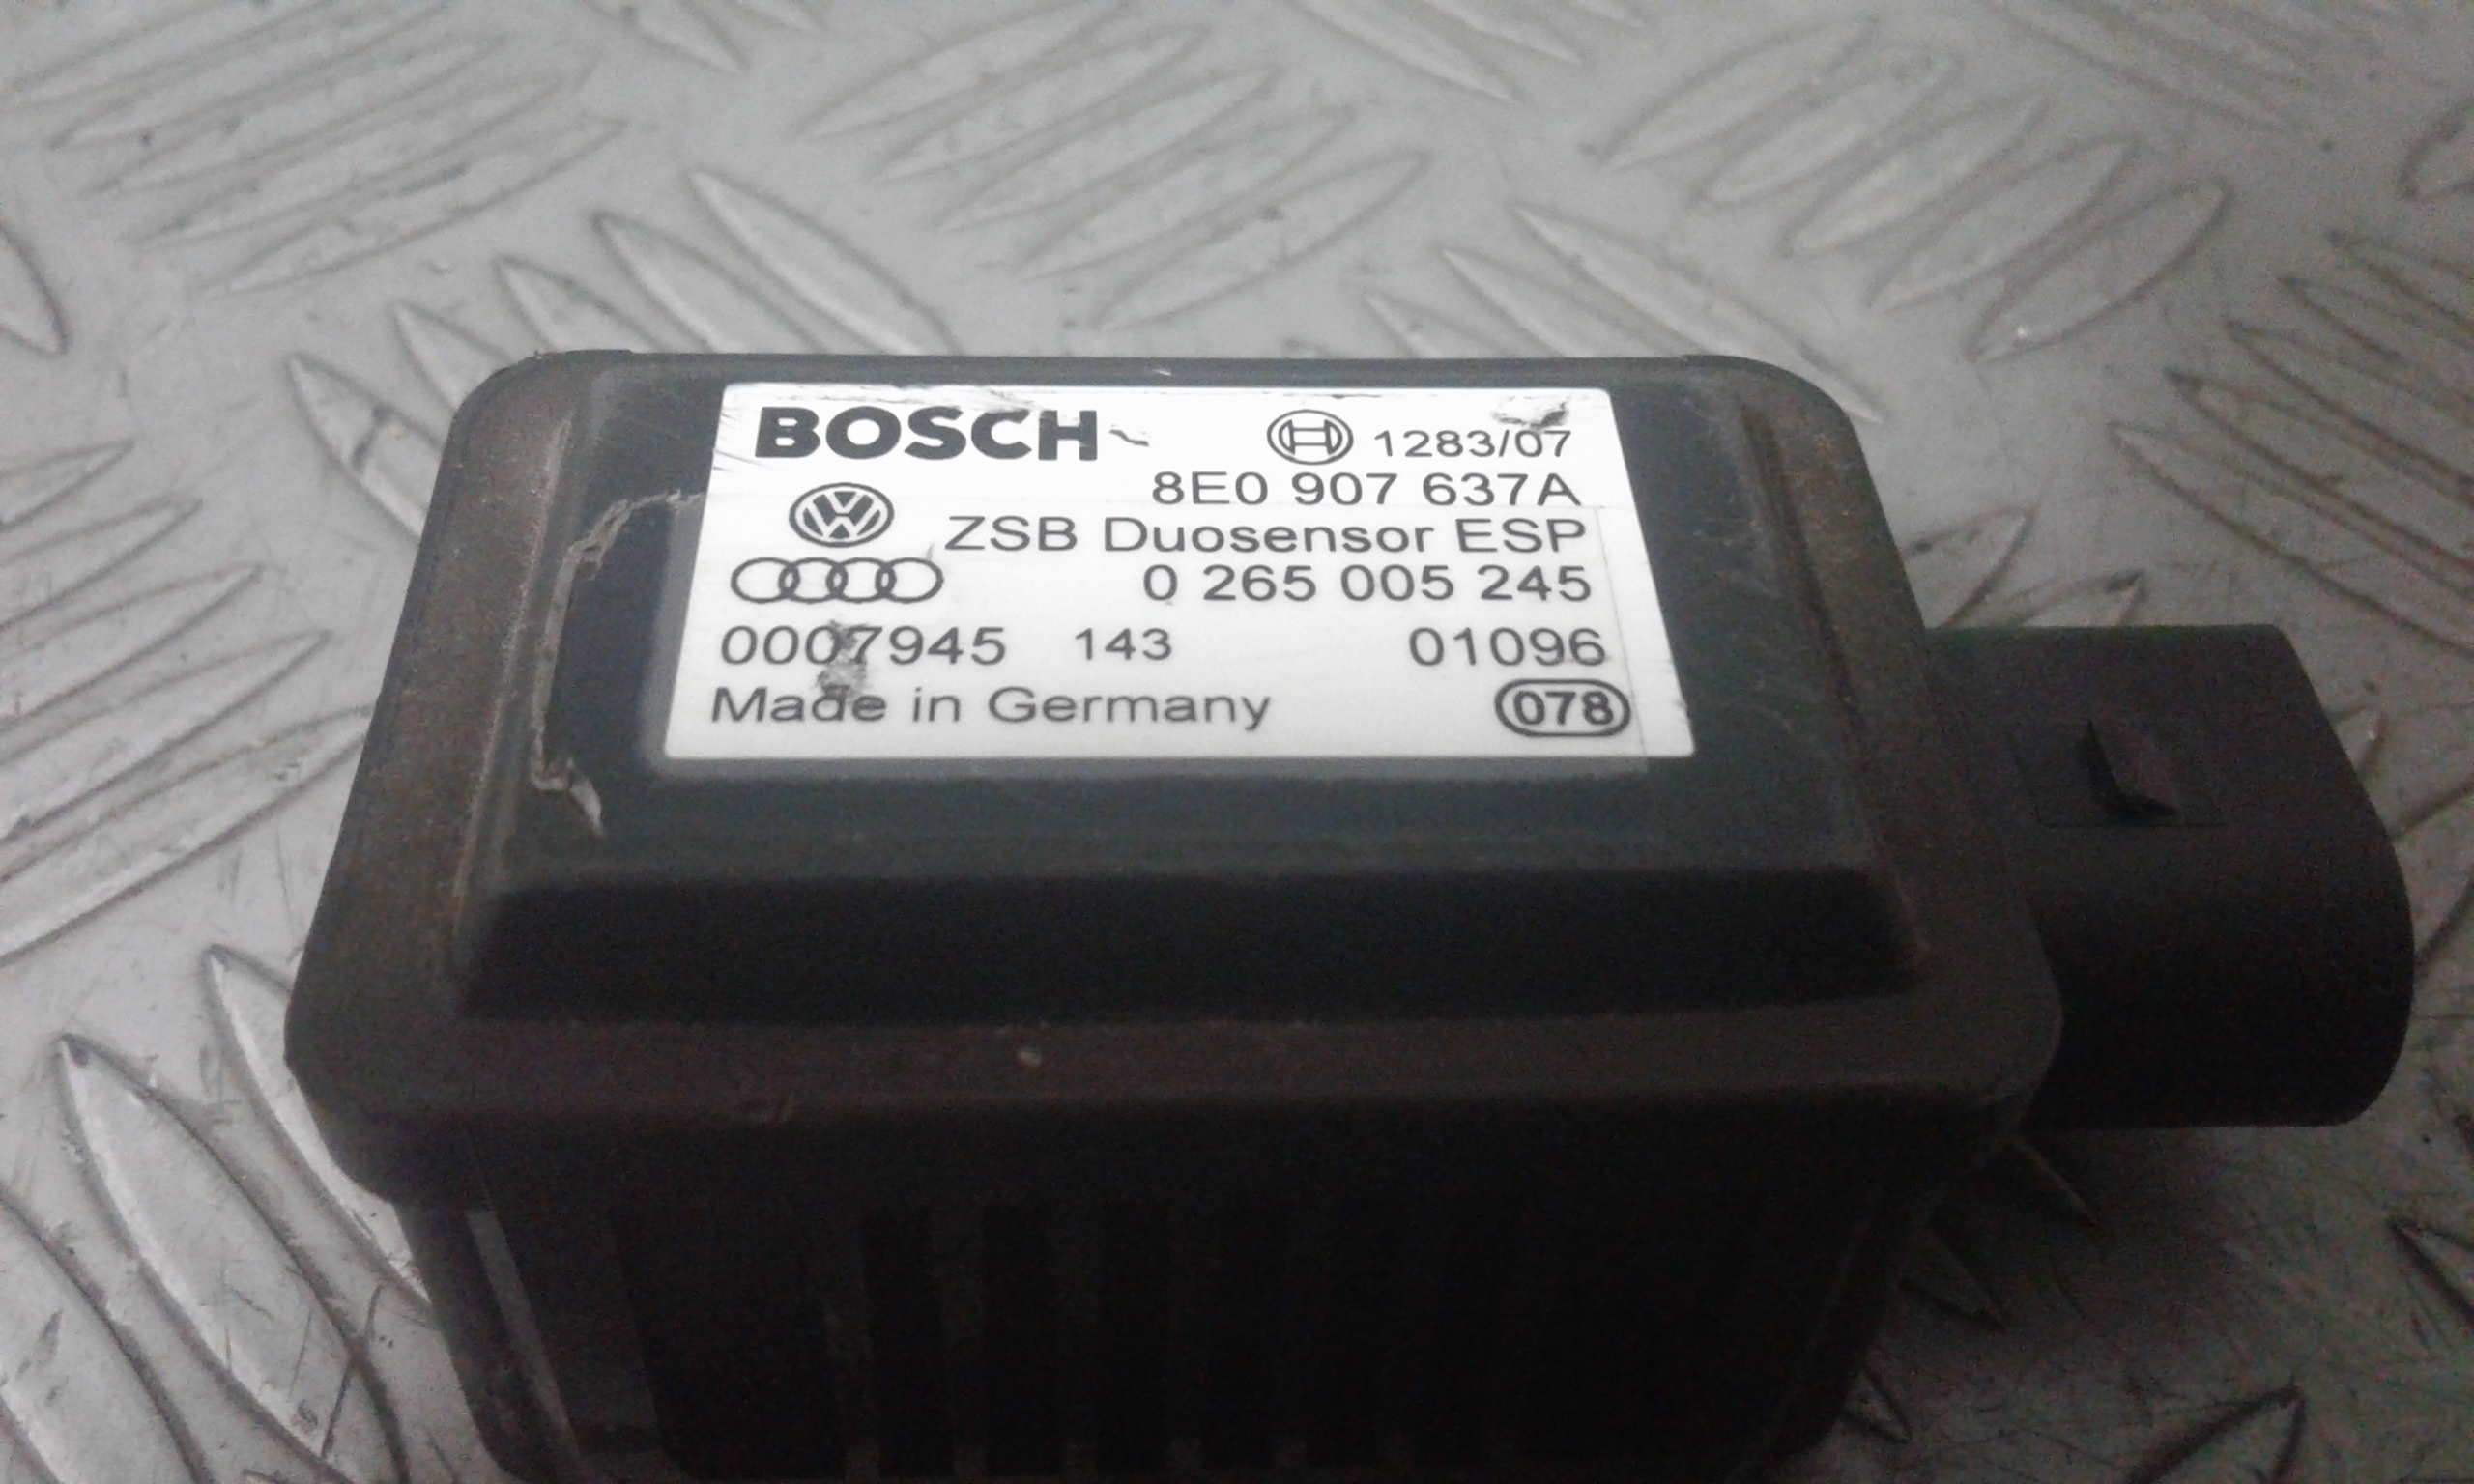 BOSCH 1283/07
8E0 907 637A
ZSB Duosensor ESP
0 265 005 245
0007945 143 01096
Made in Germany 078